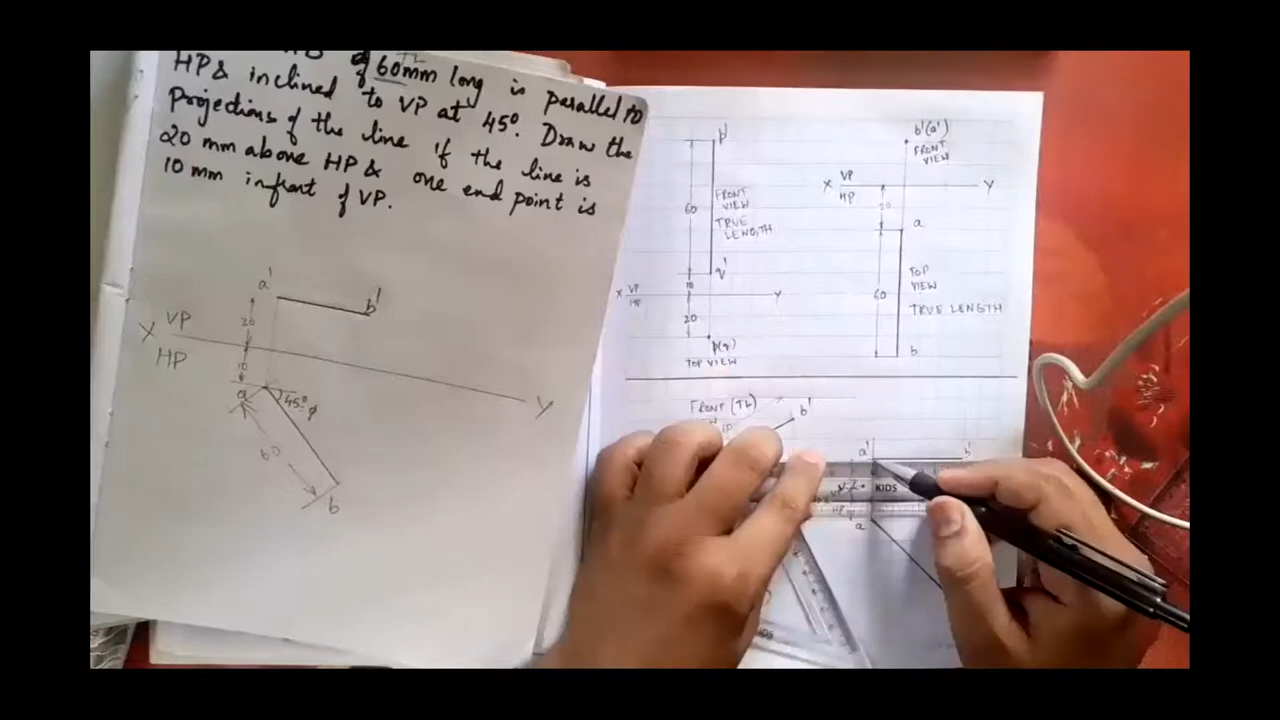 of 60mm long is parallel to
HP & inclined to VP at 45°. Draw the
projections of the line if the line is
20 mm above HP & one end point is
10 mm infront of VP.
a'
b'
20
X VP
HP
10
a
45° ø
Y
60
b
p'
60
FRONT
VIEW
TRUE
LENGTH
q'
10
X VP
HP
Y
20
p(q)
TOP VIEW
b'(a')
FRONT
VIEW
X VP
HP
Y
20
a
60
TOP
VIEW
TRUE LENGTH
b
FRONT (TL)
b'
a'
b'
KIDS
HP
a